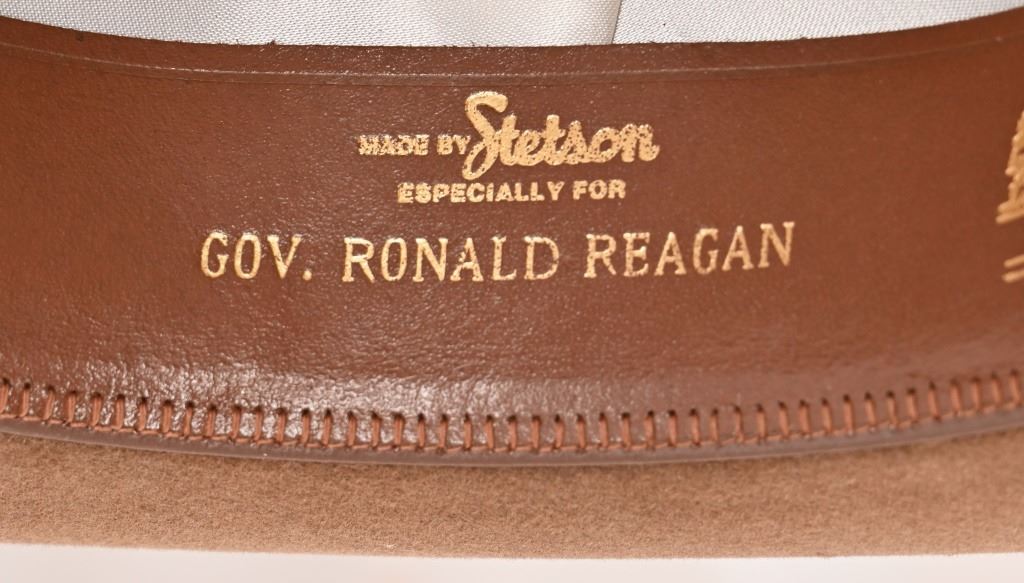 MADE BY Stetson
ESPECIALLY FOR
GOV. RONALD REAGAN